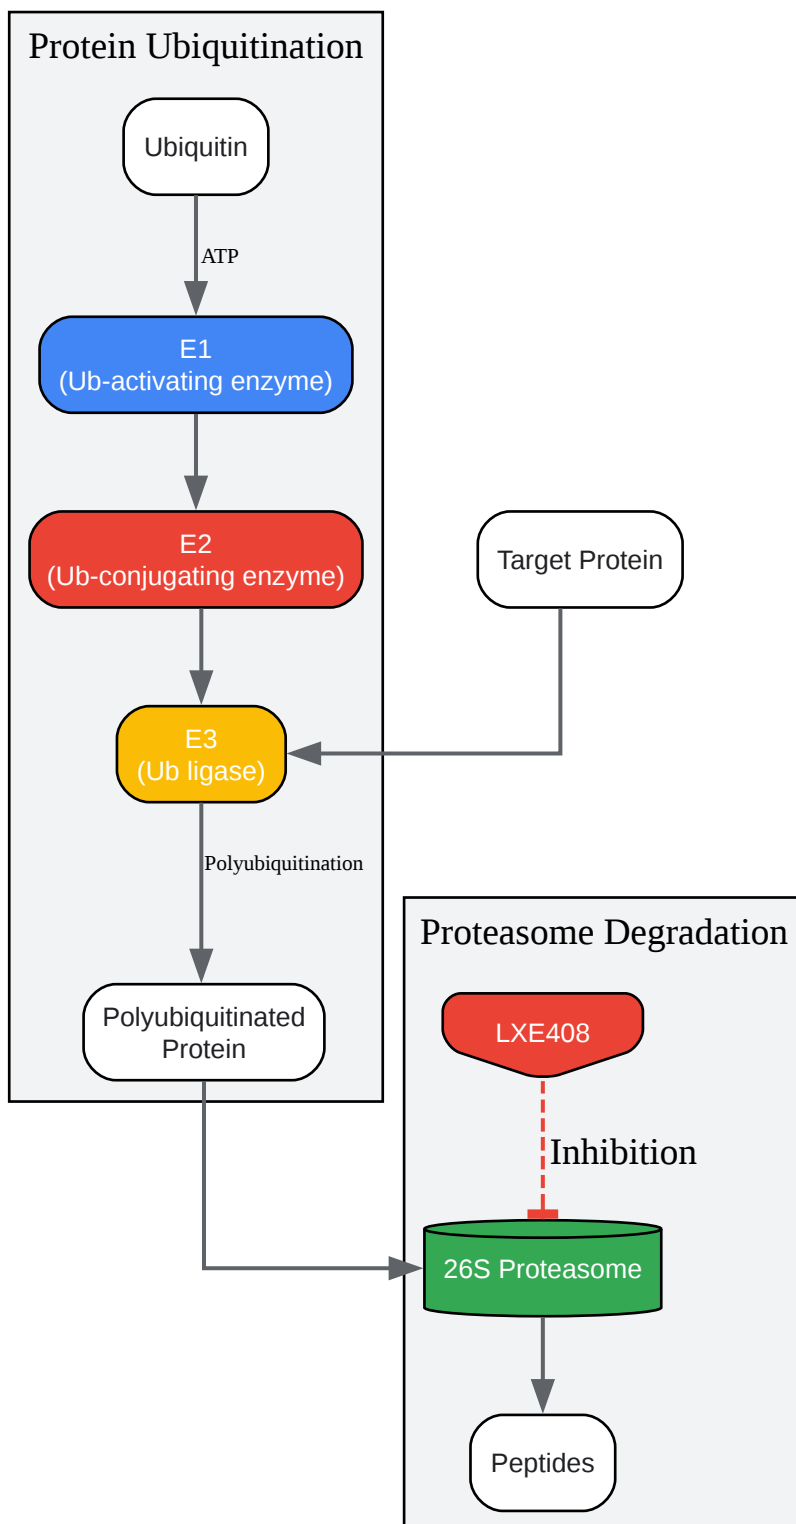 Protein Ubiquitination
Ubiquitin
ATP
E1
(Ub-activating enzyme)
E2
(Ub-conjugating enzyme)
Target Protein
E3
(Ub ligase)
Polyubiquitination
Polyubiquitinated
Protein
Proteasome Degradation
LXE408
Inhibition
26S Proteasome
Peptides